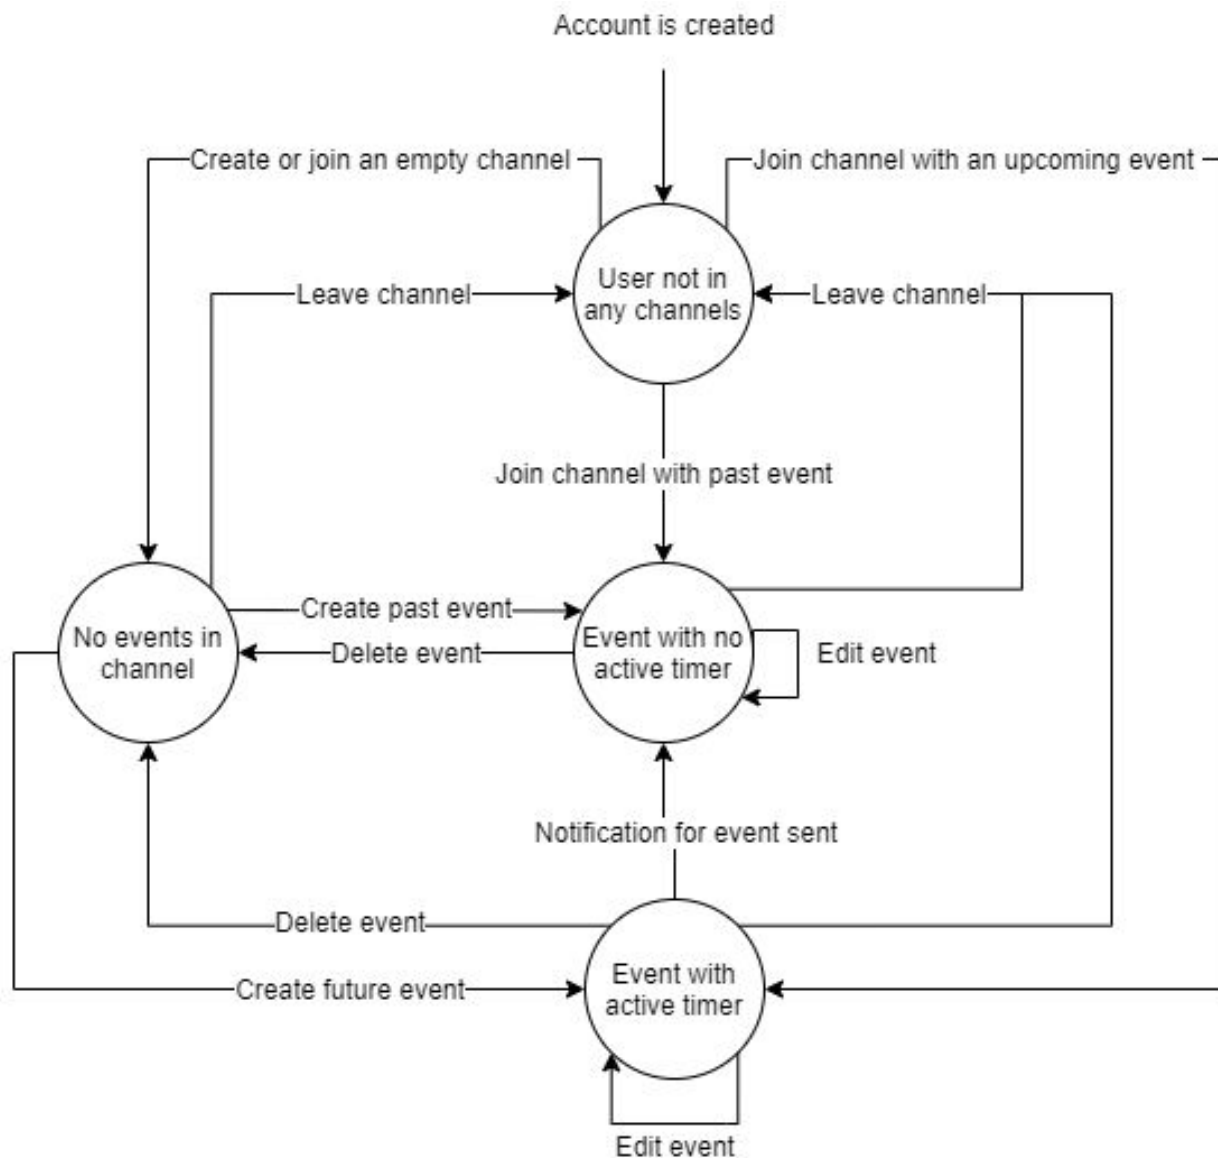 Account is created
Create or join an empty channel
Join channel with an upcoming event
User not in
any channels
Leave channel
Leave channel
Join channel with past event
Create past event
No events in
channel
Delete event
Event with no
active timer
Edit event
Notification for event sent
Delete event
Event with
active timer
Create future event
Edit event